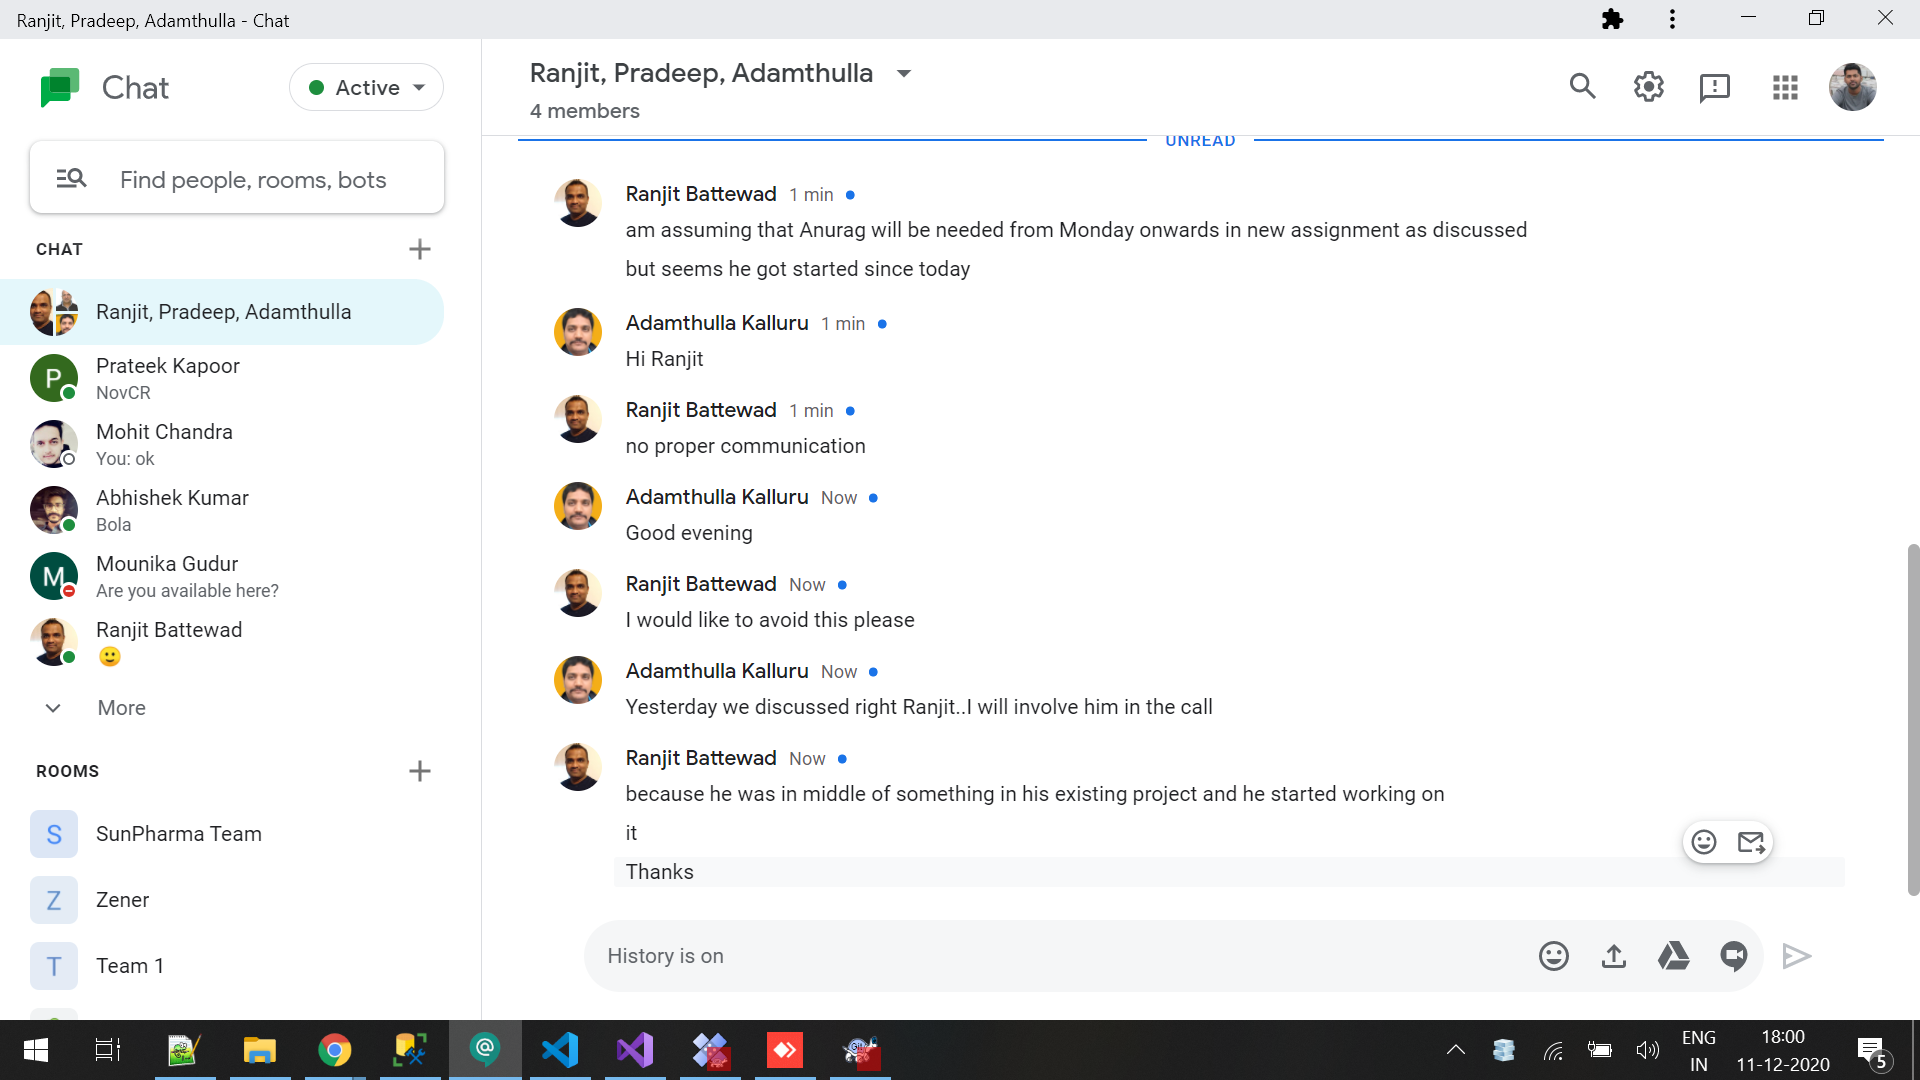 Ranjit, Pradeep, Adamthulla - Chat
Chat
Active
Find people, rooms, bots
CHAT
Ranjit, Pradeep, Adamthulla
P
Prateek Kapoor
NovCR
Mohit Chandra
You: ok
Abhishek Kumar
Bola
M
Mounika Gudur
Are you available here?
Ranjit Battewad
More
ROOMS
S
SunPharma Team
Z
Zener
T
Team 1
Ranjit, Pradeep, Adamthulla
4 members
UNREAD
Ranjit Battewad 1 min
am assuming that Anurag will be needed from Monday onwards in new assignment as discussed
but seems he got started since today
Adamthulla Kalluru 1 min
Hi Ranjit
Ranjit Battewad 1 min
no proper communication
Adamthulla Kalluru Now
Good evening
Ranjit Battewad Now
I would like to avoid this please
Adamthulla Kalluru Now
Yesterday we discussed right Ranjit..I will involve him in the call
Ranjit Battewad Now
because he was in middle of something in his existing project and he started working on
it
Thanks
History is on
ENG
IN
18:00
11-12-2020
5